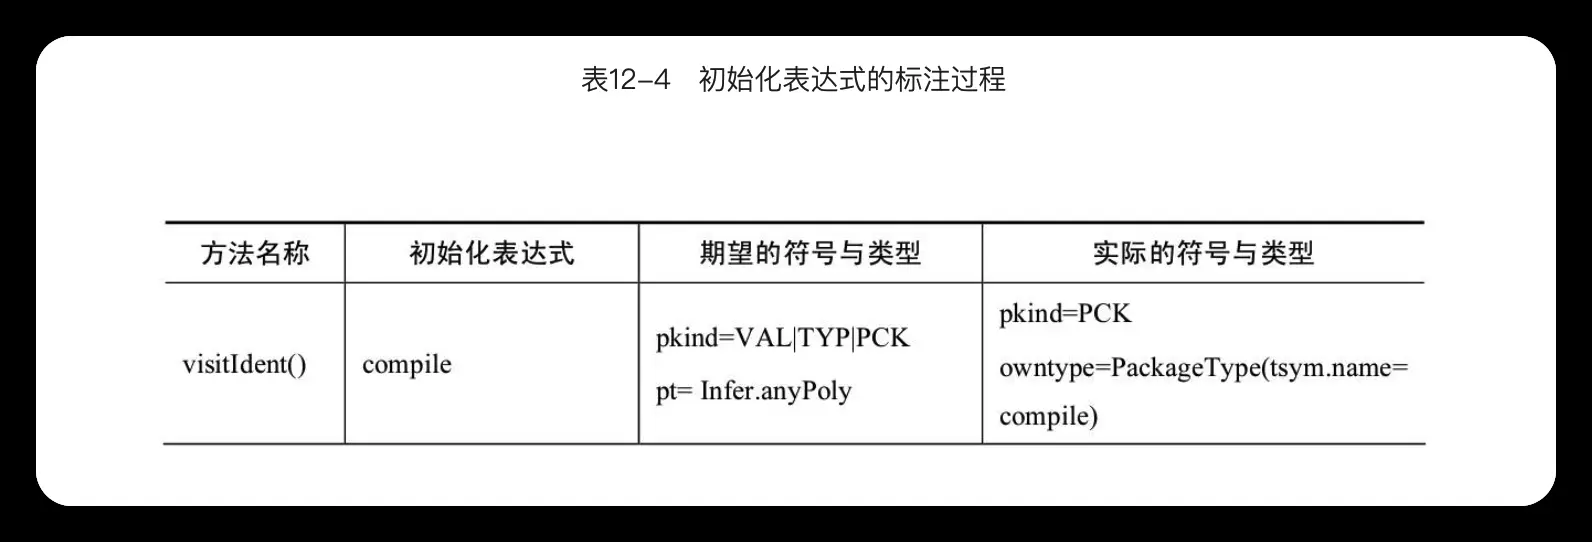 表12-4 初始化表达式的标注过程
方法名称 初始化表达式 期望的符号与类型 实际的符号与类型
visitIdent() compile pkind=VAL|TYP|PCK pkind=PCK
pt= Infer.anyPoly owntype=PackageType(tsym.name=
compile)